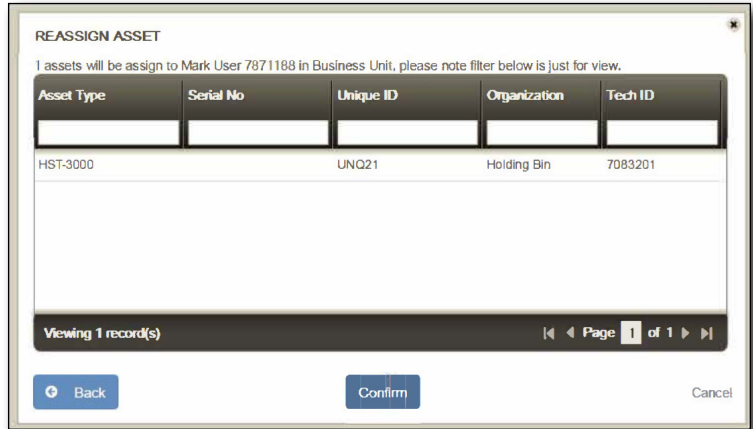 REASSIGN ASSET
1 assets will be assign to Mark User 7871188 in Business Unit, please note filter below is just for view.
Asset Type Serial No Unique ID Organization Tech ID
HST-3000 UNQ21 Holding Bin 7083201
Viewing 1 record(s) Page 1 of 1
Back Confirm Cancel